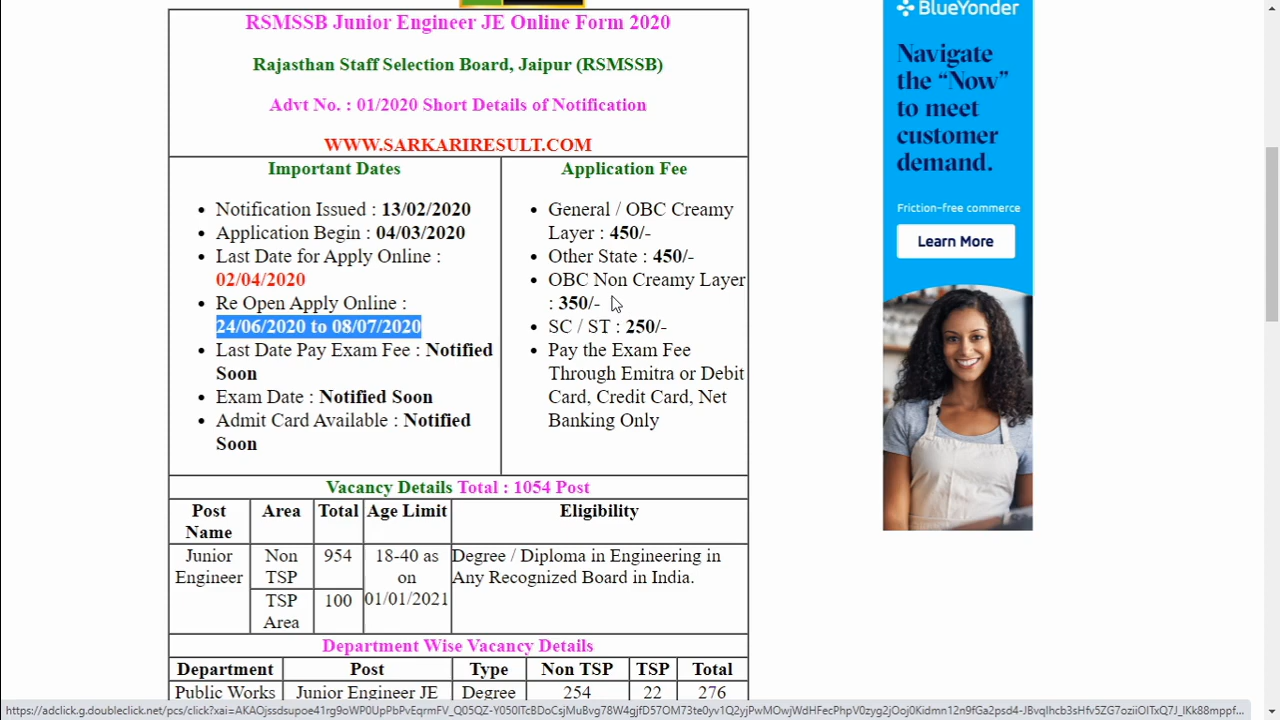 RSMSSB Junior Engineer JE Online Form 2020
Rajasthan Staff Selection Board, Jaipur (RSMSSB)
Advt No. : 01/2020 Short Details of Notification
WWW.SARKARIRESULT.COM
Important Dates
Notification Issued : 13/02/2020
Application Begin : 04/03/2020
Last Date for Apply Online :
02/04/2020
Re Open Apply Online :
24/06/2020 to 08/07/2020
Last Date Pay Exam Fee : Notified
Soon
Exam Date : Notified Soon
Admit Card Available : Notified
Soon
Application Fee
General / OBC Creamy
Layer : 450/-
Other State : 450/-
OBC Non Creamy Layer
: 350/-
SC / ST : 250/-
Pay the Exam Fee
Through Emitra or Debit
Card, Credit Card, Net
Banking Only
Vacancy Details Total : 1054 Post
Post
Name
Area
Total
Age Limit
Eligibility
Junior
Engineer
Non
TSP
954
18-40 as
on
01/01/2021
Degree / Diploma in Engineering in
Any Recognized Board in India.
TSP
Area
100
Department Wise Vacancy Details
Department
Post
Type
Non TSP
TSP
Total
Public Works
Junior Engineer JE
Degree
254
22
276
BlueYonder
Navigate
the “Now”
to meet
customer
demand.
Friction-free commerce
Learn More